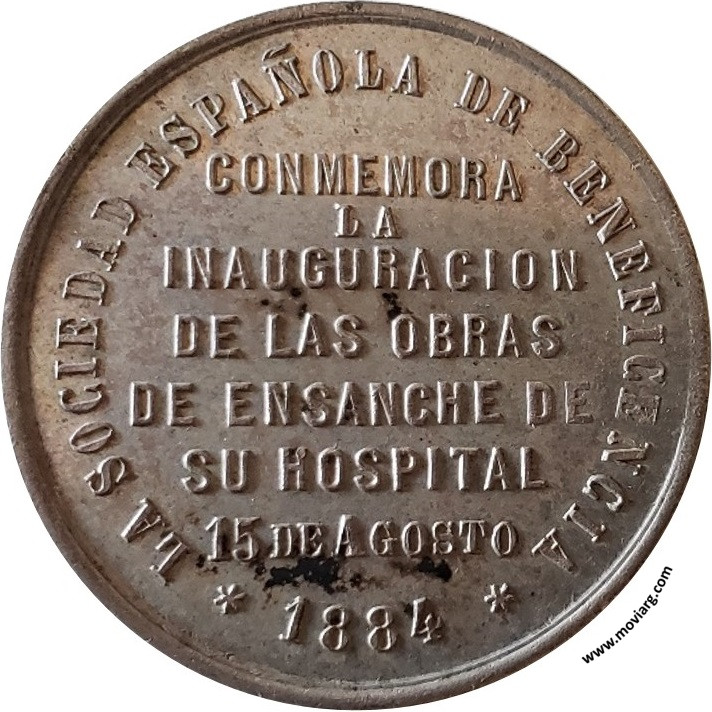 LA SOCIEDAD ESPAÑOLA DE BENEFICENCIA
CONMEMORA
LA
INAUGURACION
DE LAS OBRAS
DE ENSANCHE DE
SU HOSPITAL
15 DE AGOSTO
* 1884 *
www.moviarg.com